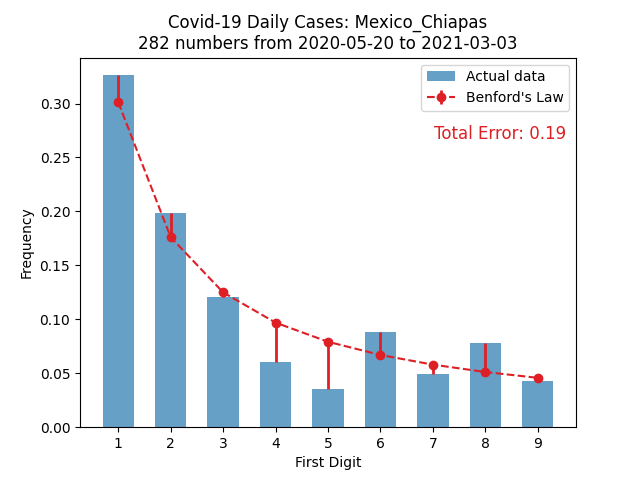 Covid-19 Daily Cases: Mexico_Chiapas
282 numbers from 2020-05-20 to 2021-03-03
Actual data
Benford's Law
Total Error: 0.19
Frequency
0.30
0.25
0.20
0.15
0.10
0.05
0.00
1 2 3 4 5 6 7 8 9
First Digit